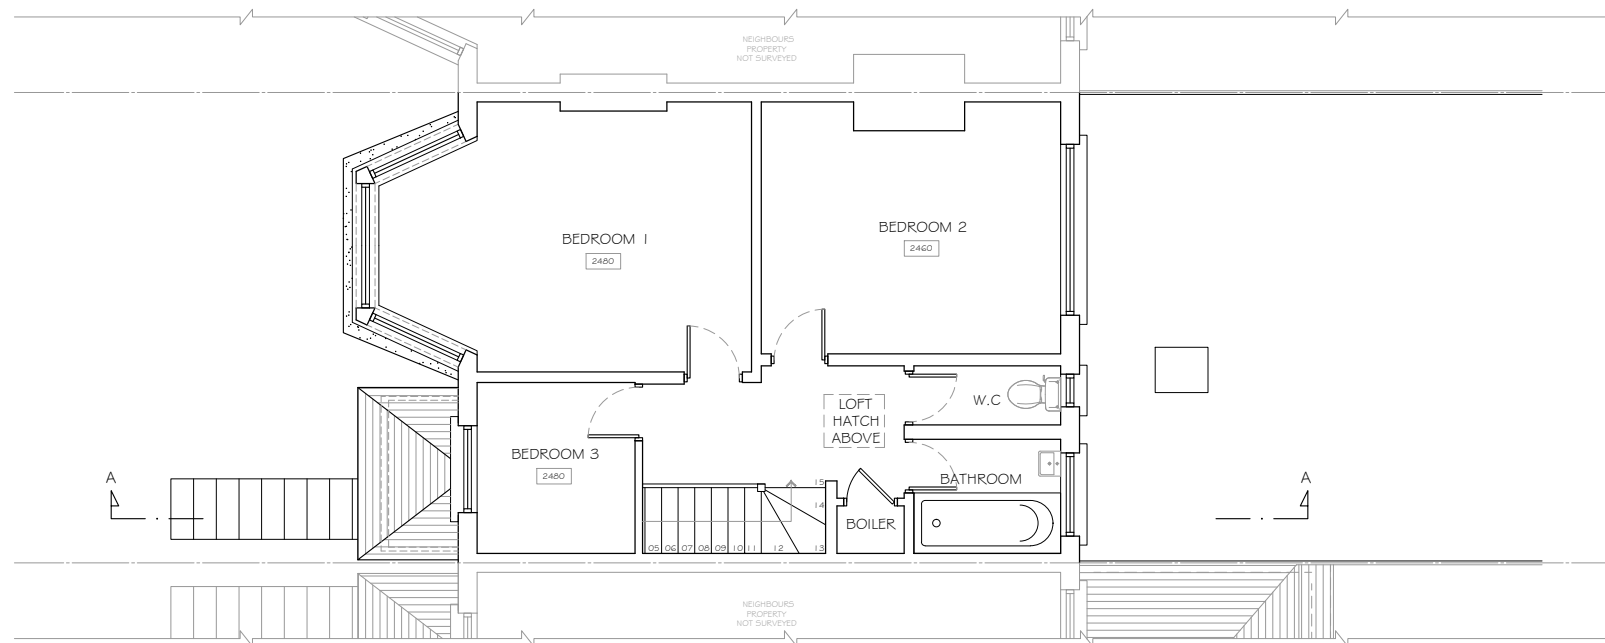 NEIGHBOURS
PROPERTY
NOT SURVEYED
BEDROOM 1
2480
BEDROOM 2
2460
LOFT
HATCH
ABOVE
W.C
BEDROOM 3
2480
BATHROOM
A
A
15
14
BOILER
05 06 07 08 09 10 11 12 13
NEIGHBOURS
PROPERTY
NOT SURVEYED